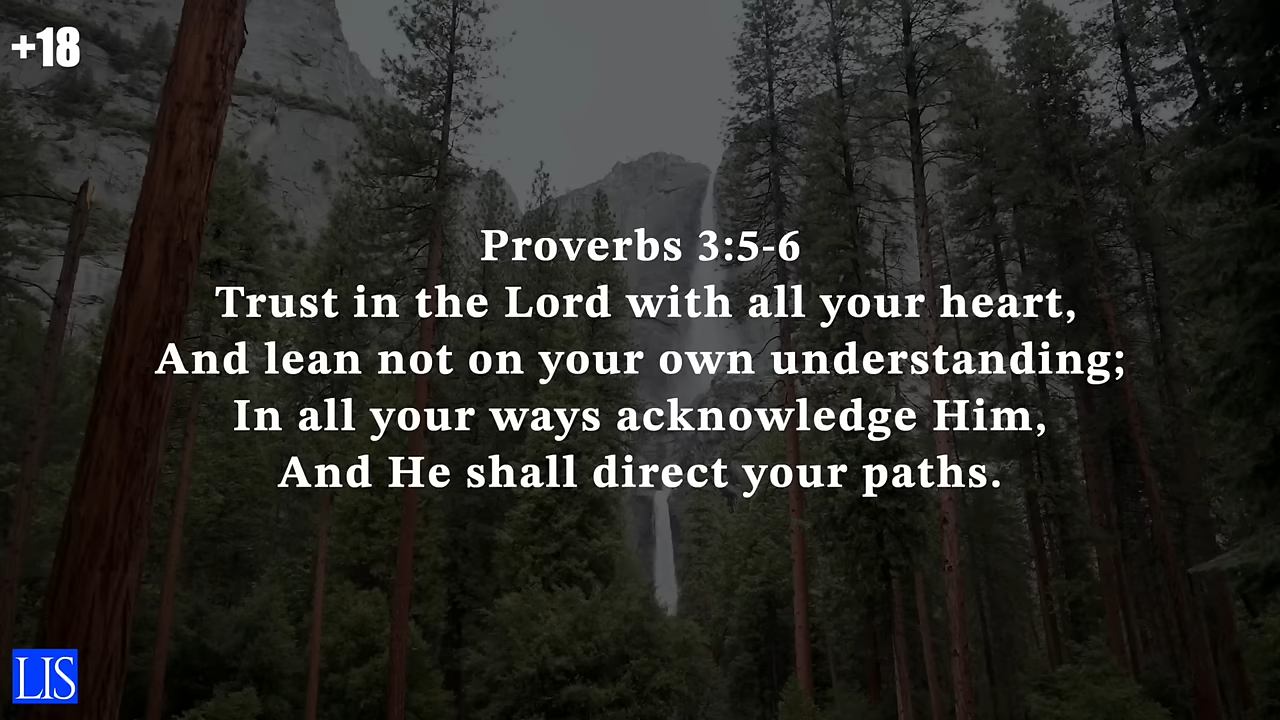 +18
Proverbs 3:5-6
Trust in the Lord with all your heart,
And lean not on your own understanding;
In all your ways acknowledge Him,
And He shall direct your paths.
LIS